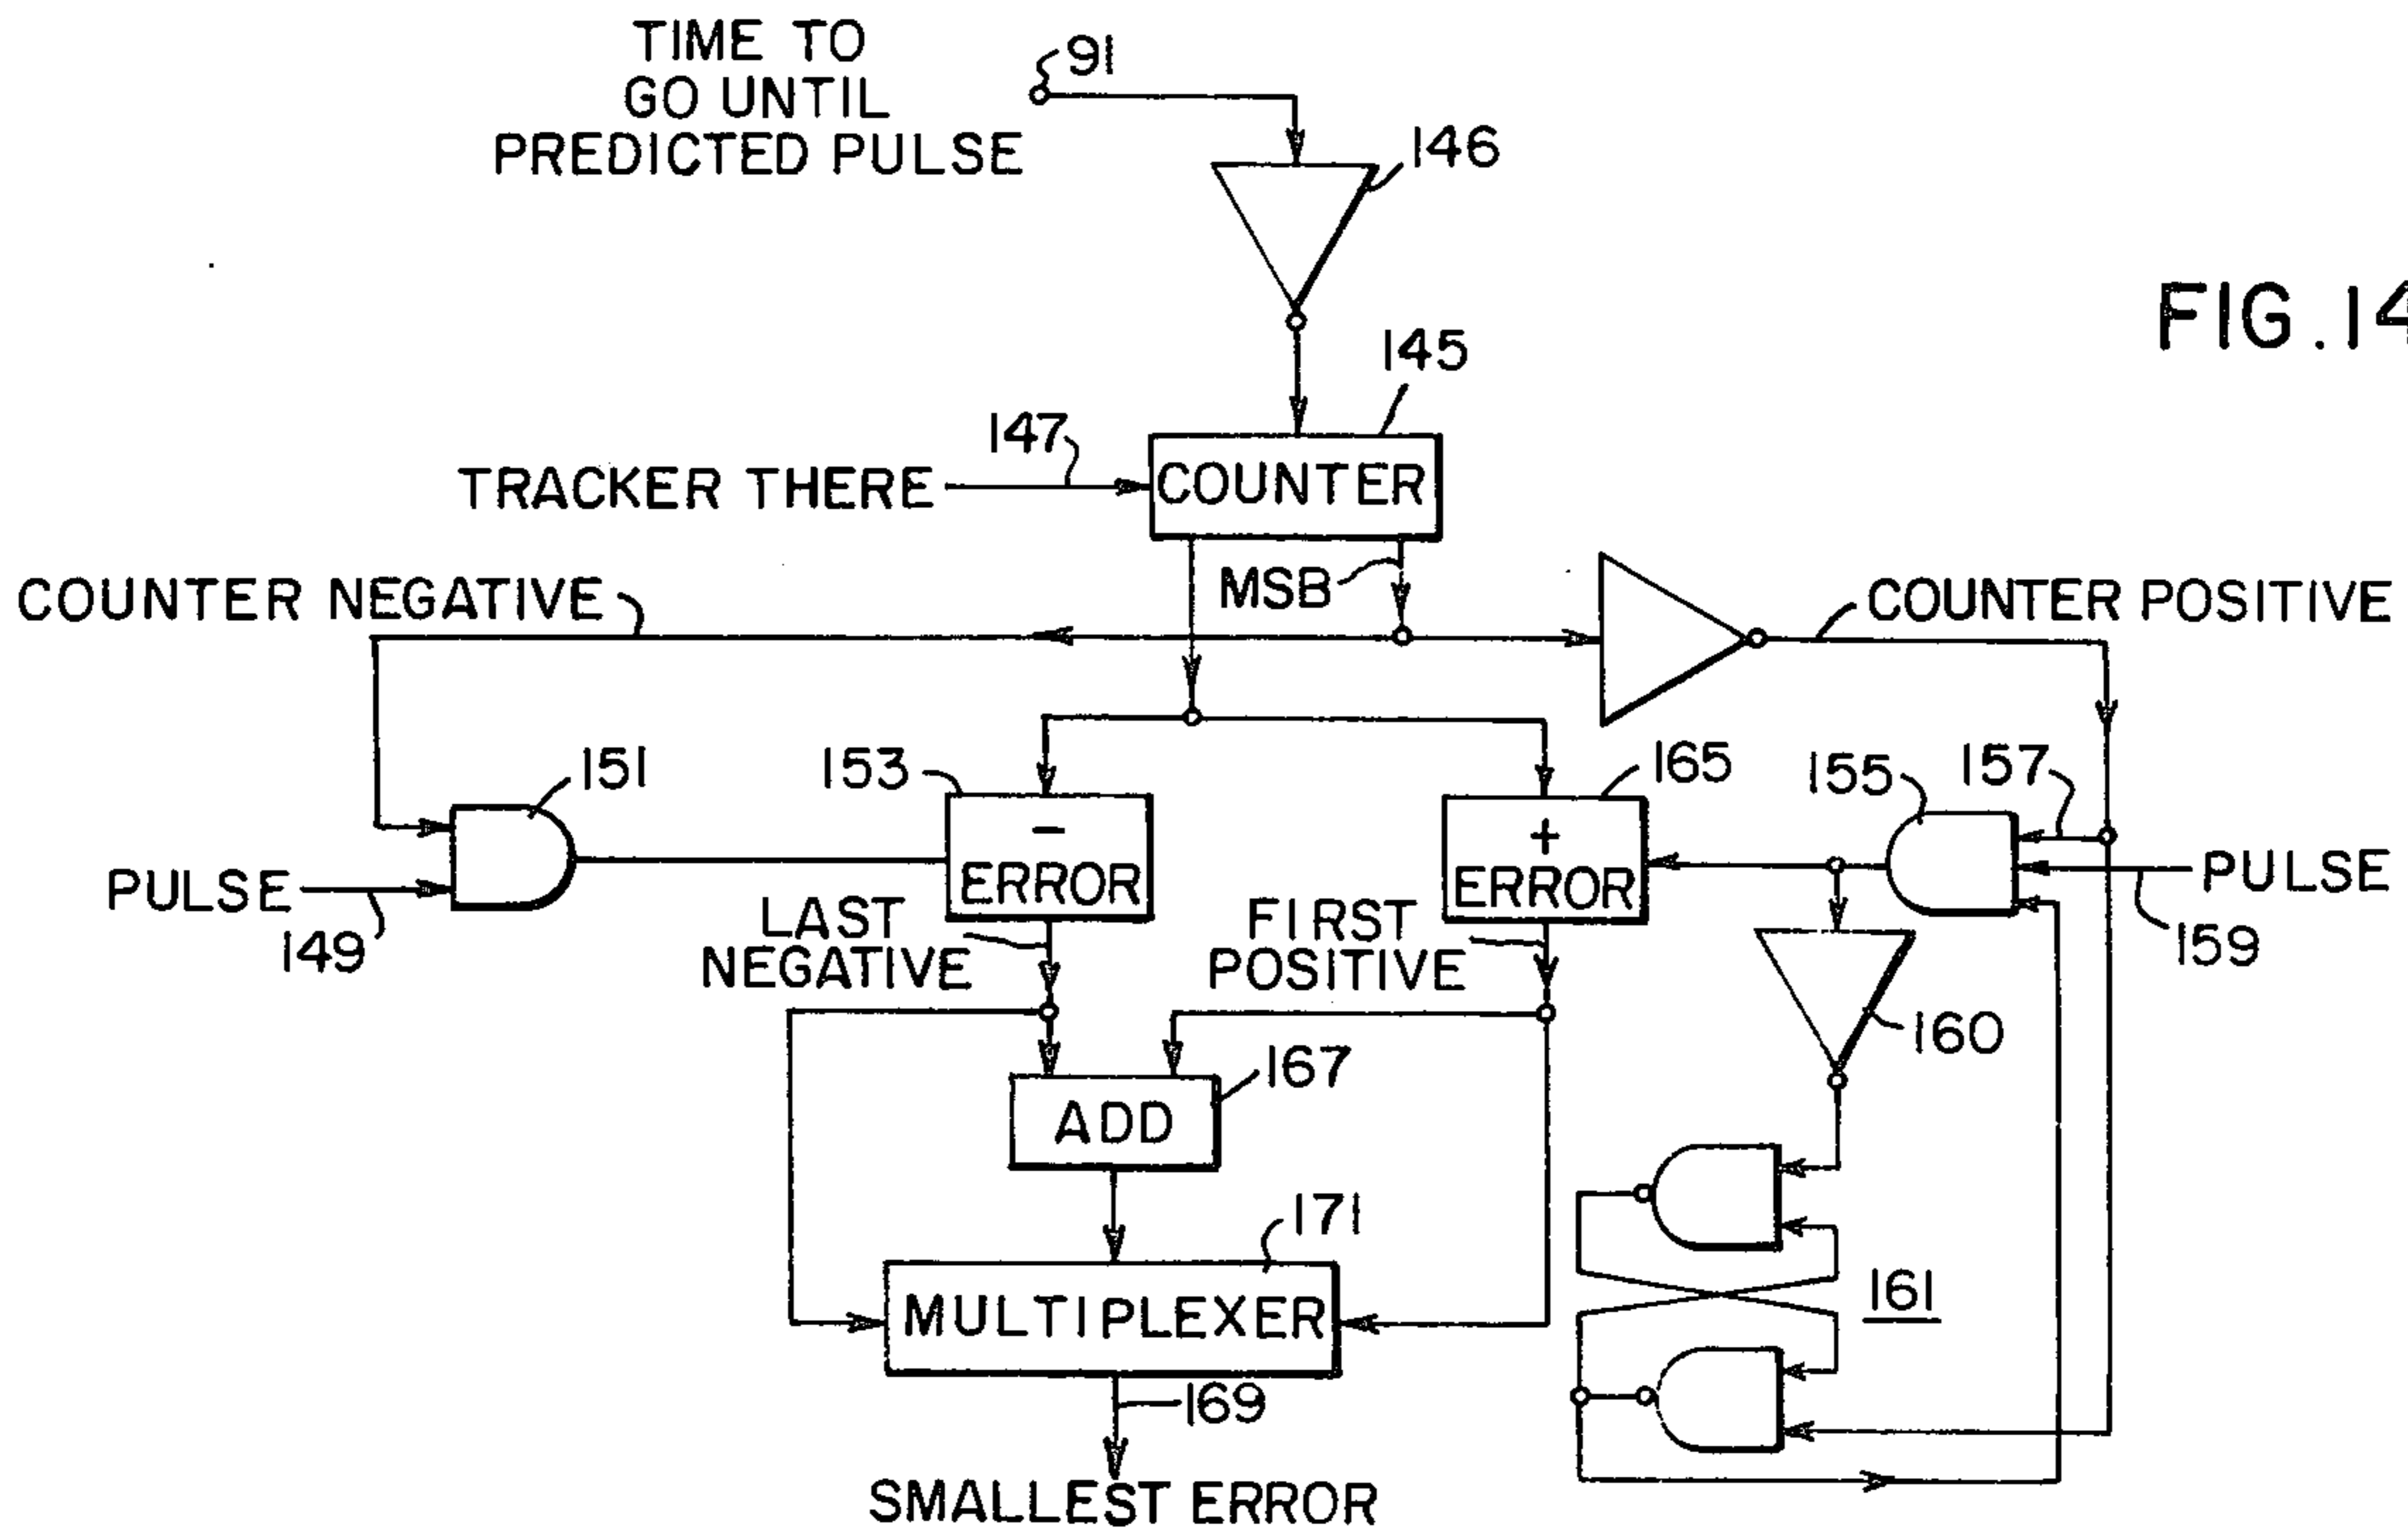 TIME TO
GO UNTIL
PREDICTED PULSE
91
146
FIG.14
145
147
TRACKER THERE
COUNTER
MSB
COUNTER NEGATIVE
COUNTER POSITIVE
151
153
165
155
157
PULSE
149
−
ERROR
+
ERROR
PULSE
159
LAST
NEGATIVE
FIRST
POSITIVE
160
167
ADD
171
MULTIPLEXER
161
169
SMALLEST ERROR